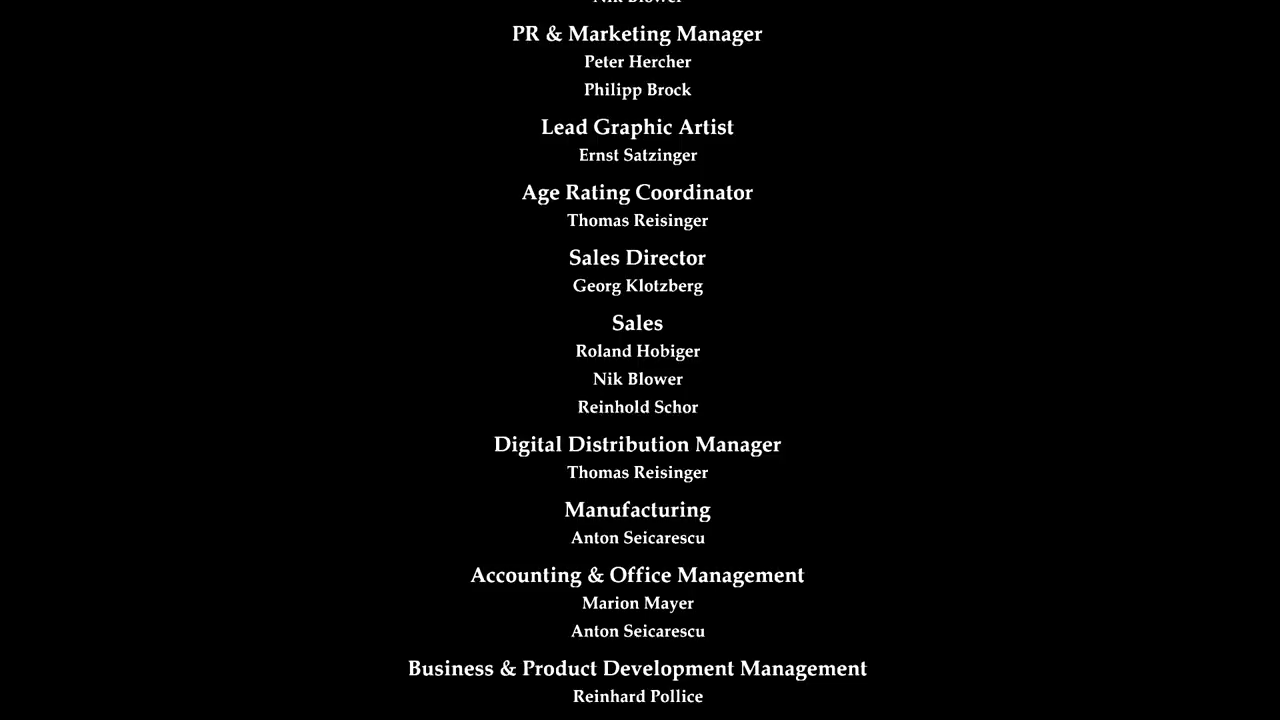 Nik Blower
PR & Marketing Manager
Peter Hercher
Philipp Brock
Lead Graphic Artist
Ernst Satzinger
Age Rating Coordinator
Thomas Reisinger
Sales Director
Georg Klotzberg
Sales
Roland Hobiger
Nik Blower
Reinhold Schor
Digital Distribution Manager
Thomas Reisinger
Manufacturing
Anton Seicarescu
Accounting & Office Management
Marion Mayer
Anton Seicarescu
Business & Product Development Management
Reinhard Pollice